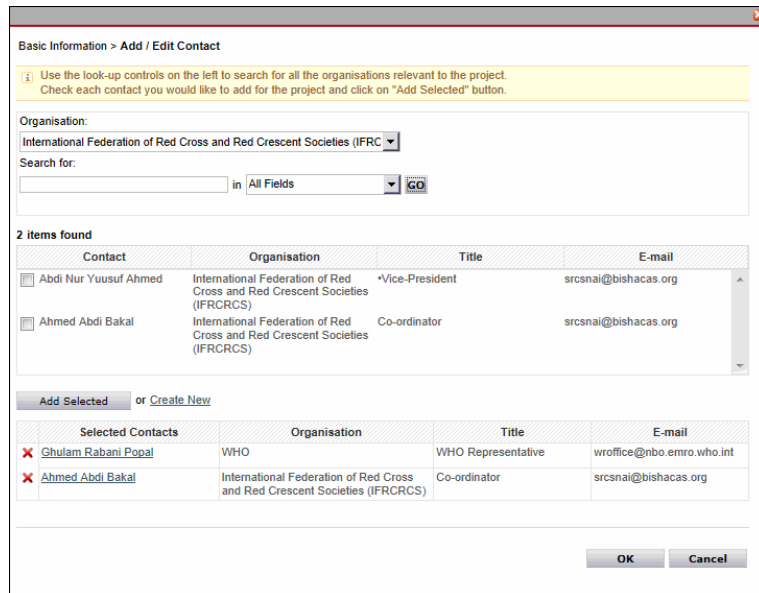 Basic Information > Add / Edit Contact
Use the look-up controls on the left to search for all the organisations relevant to the project.
Check each contact you would like to add for the project and click on "Add Selected" button.
Organisation:
International Federation of Red Cross and Red Crescent Societies (IFRC
Search for:
in All Fields GO
2 items found
Contact Organisation Title E-mail
Abdi Nur Yuusuf Ahmed International Federation of Red •Vice-President srcsnai@bishacas.org
Cross and Red Crescent Societies
(IFRCRCS)
Ahmed Abdi Bakal International Federation of Red Co-ordinator srcsnai@bishacas.org
Cross and Red Crescent Societies
(IFRCRCS)
Add Selected or Create New
Selected Contacts Organisation Title E-mail
Ghulam Rabani Popal WHO WHO Representative wroffice@nbo.emro.who.int
Ahmed Abdi Bakal International Federation of Red Cross Co-ordinator srcsnai@bishacas.org
and Red Crescent Societies (IFRCRCS)
OK Cancel